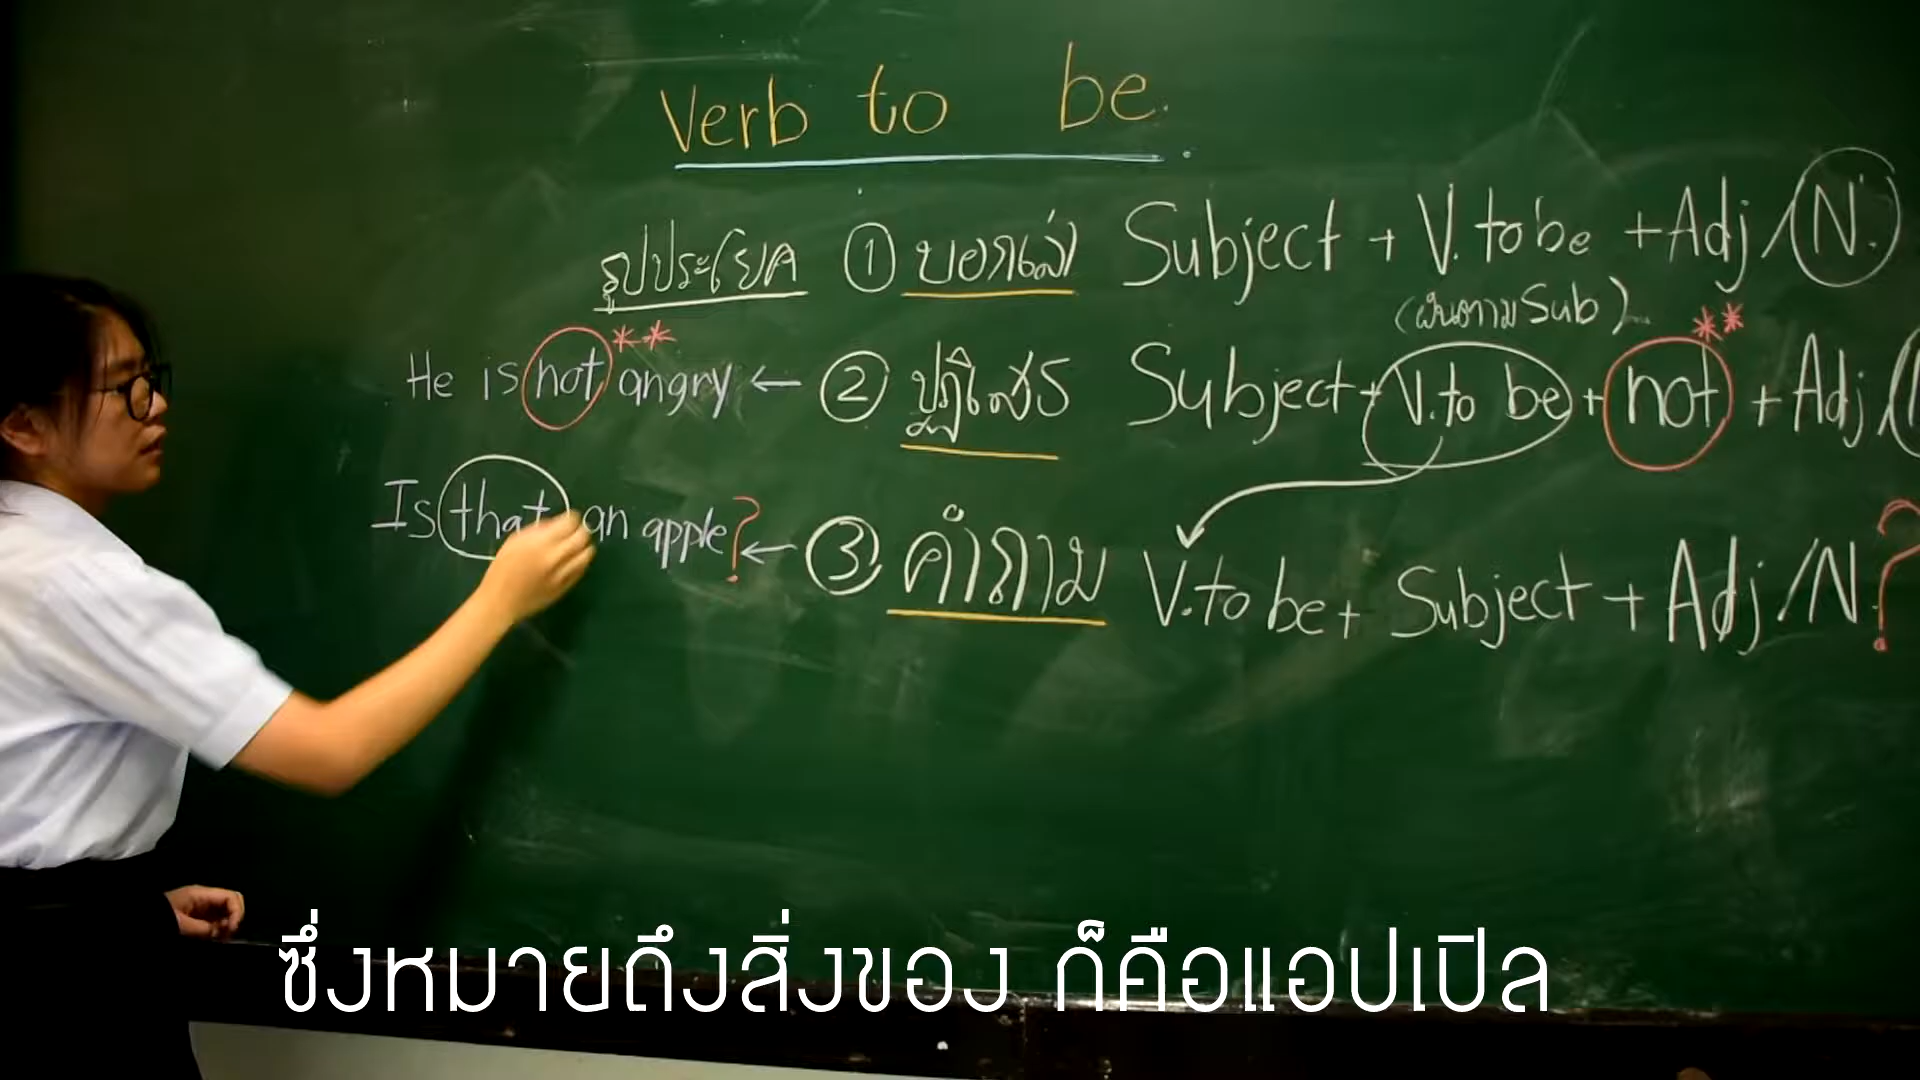 Verb to be.
รูปประโยค ① บอกเล่า Subject + V. to be + Adj / N.
(ผันตาม Sub)
He is not ** angry ← ② ปฏิเสธ Subject + V. to be + not ** + Adj /
Is that an apple? ← ③ คำถาม V. to be + Subject + Adj / N ?
ซึ่งหมายถึงสิ่งของ ก็คือแอปเปิล